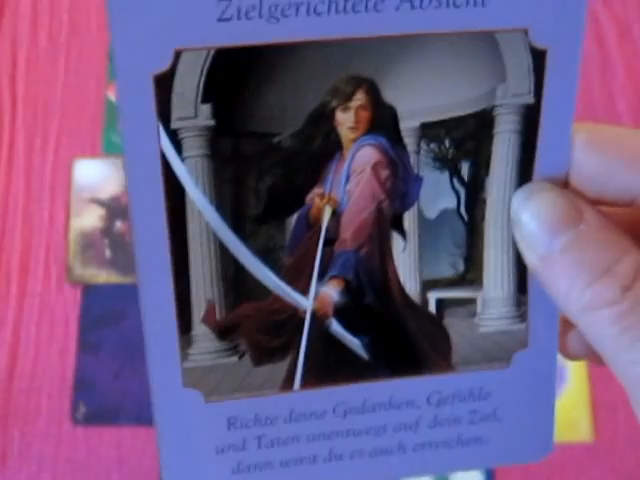 Zielgerichtete Absicht
Richte deine Gedanken, Gefühle
und Taten unentwegt auf dein Ziel,
dann wirst du es auch erreichen.